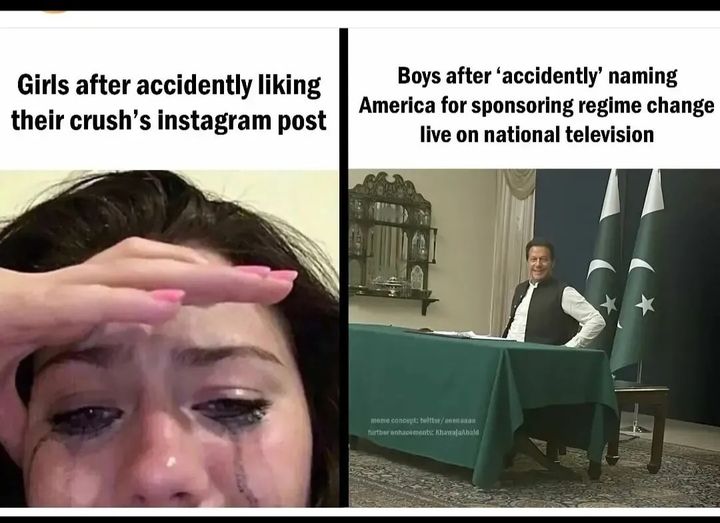 Girls after accidently liking
their crush's instagram post
Boys after ‘accidently’ naming
America for sponsoring regime change
live on national television
meme concept: twitter/
further enhancements: KhawajaAbaid